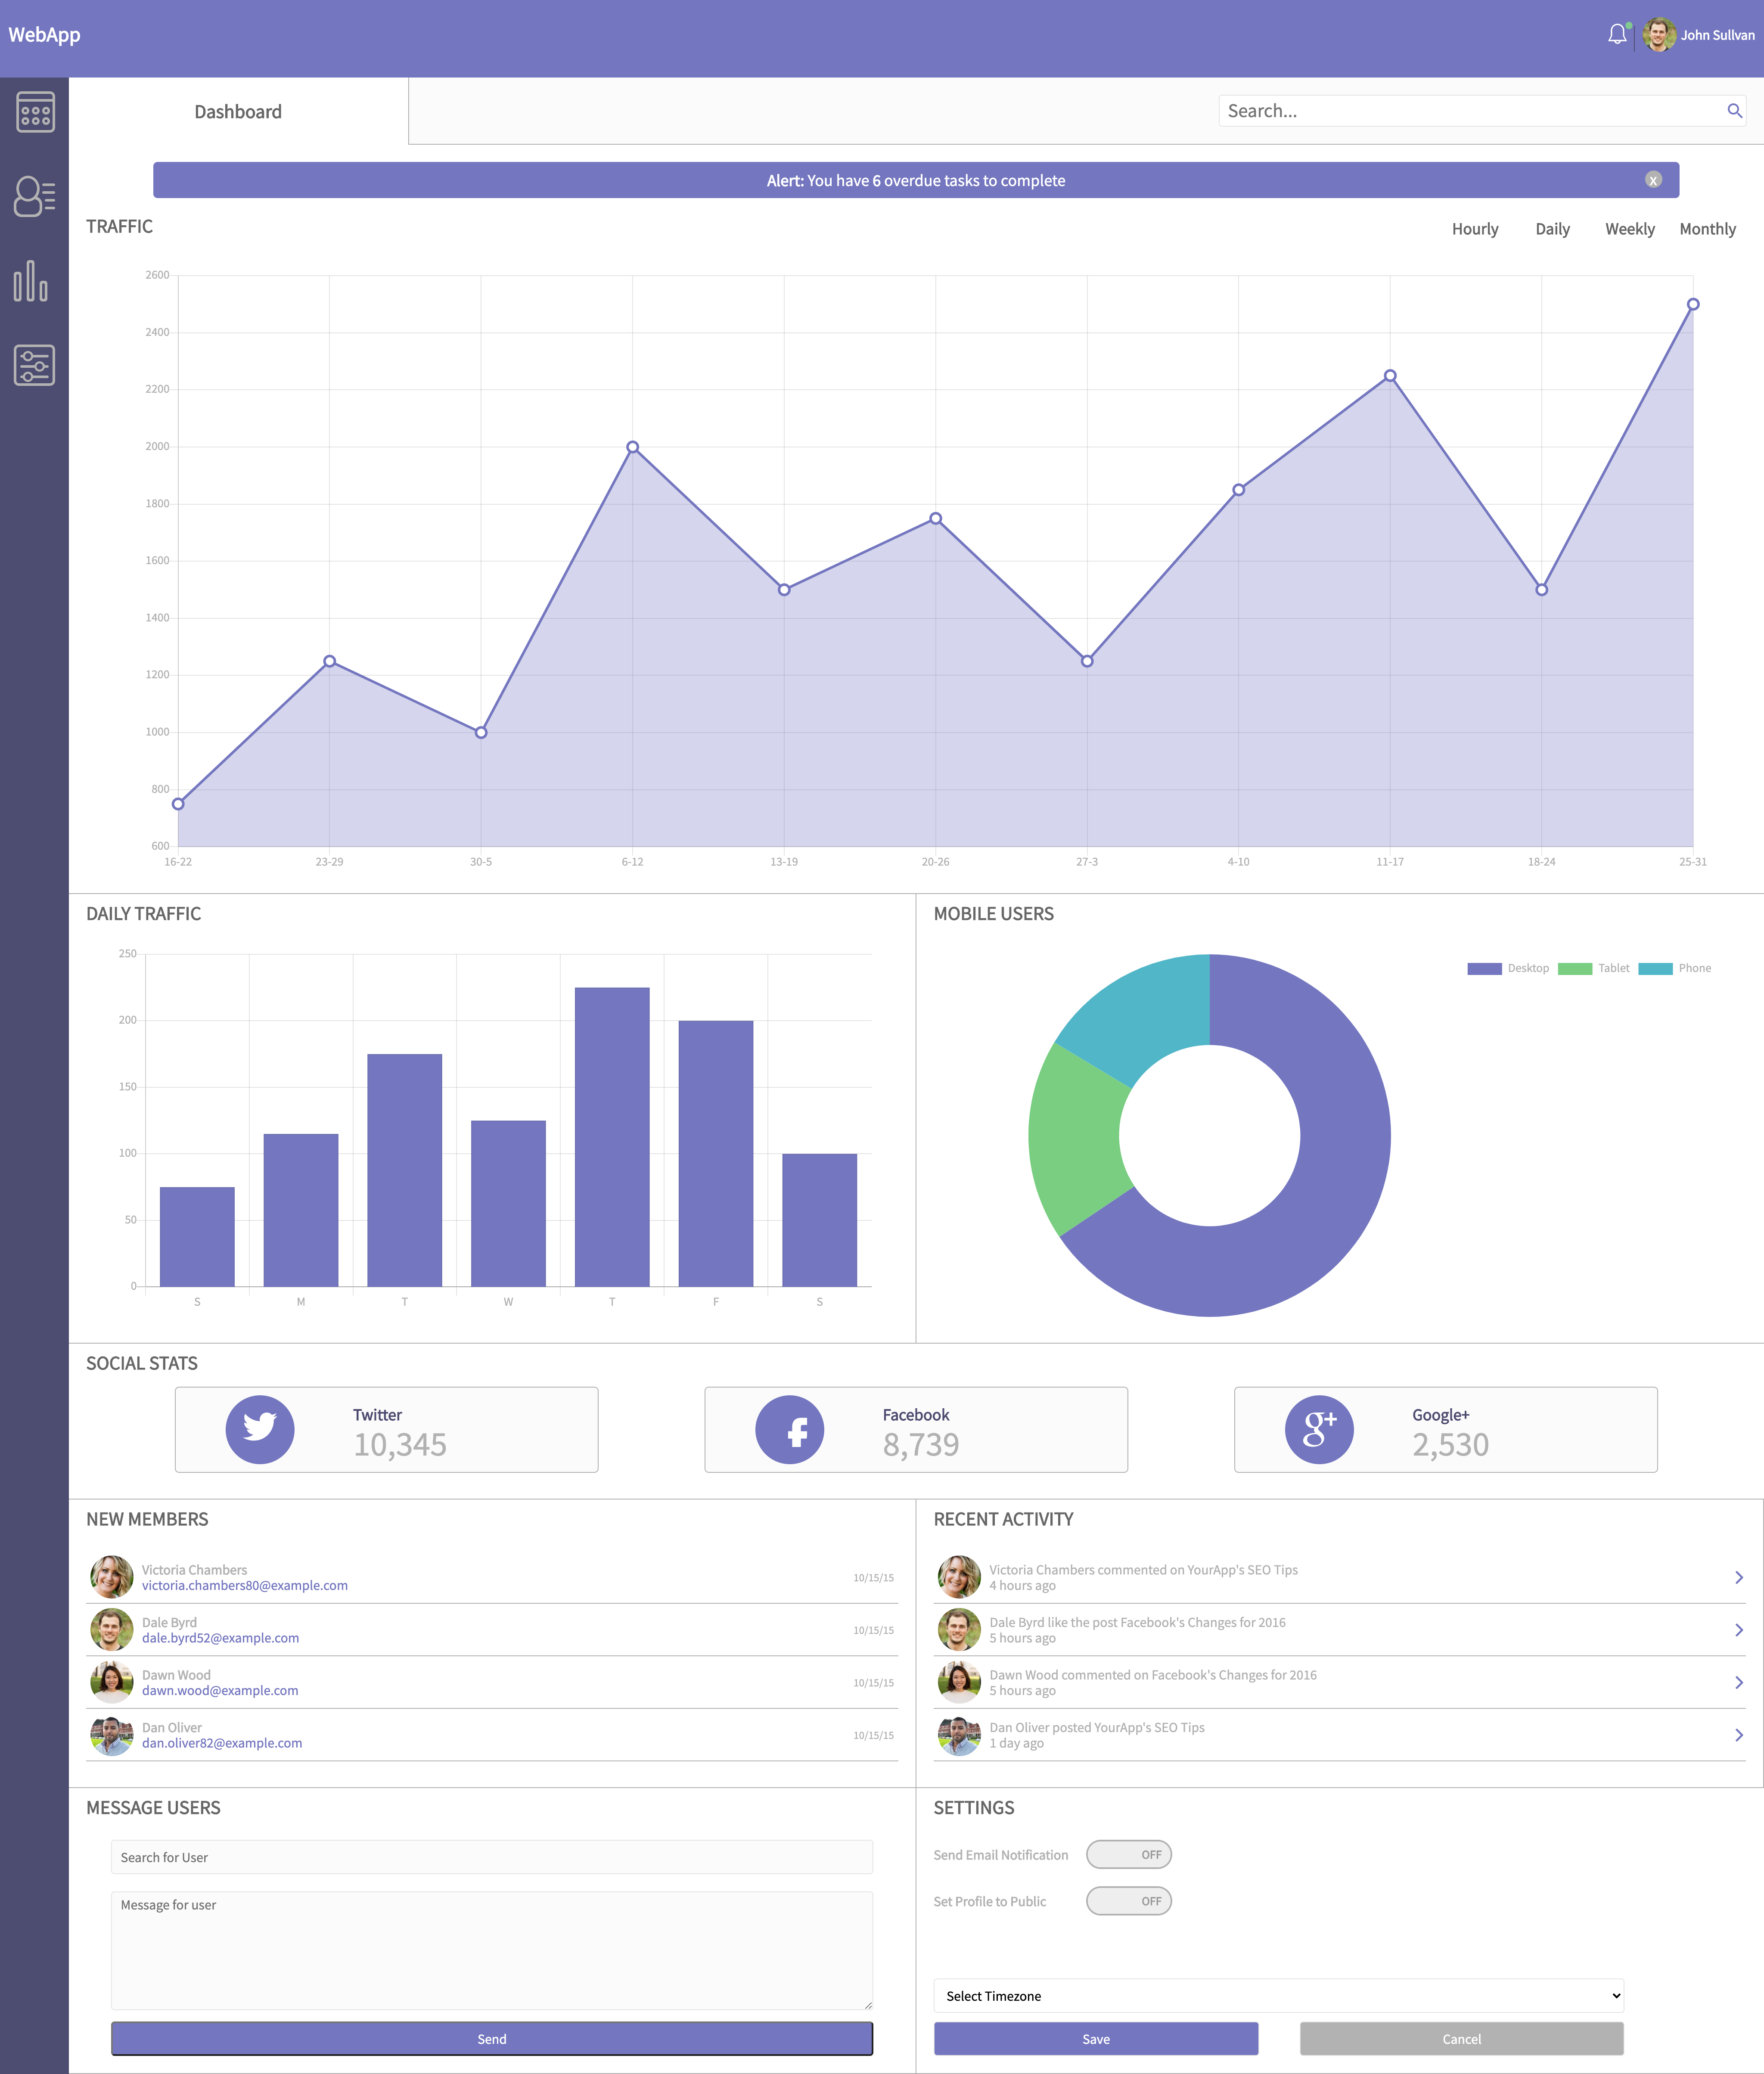 WebApp
John Sullvan
Dashboard
Search...
Alert: You have 6 overdue tasks to complete
x
TRAFFIC
Hourly Daily Weekly Monthly
2600
2400
2200
2000
1800
1600
1400
1200
1000
800
600
16-22 23-29 30-5 6-12 13-19 20-26 27-3 4-10 11-17 18-24 25-31
DAILY TRAFFIC
250
200
150
100
50
0
S M T W T F S
MOBILE USERS
Desktop Tablet Phone
SOCIAL STATS
Twitter
10,345
f
Facebook
8,739
g+
Google+
2,530
NEW MEMBERS
Victoria Chambers
victoria.chambers80@example.com
10/15/15
Dale Byrd
dale.byrd52@example.com
10/15/15
Dawn Wood
dawn.wood@example.com
10/15/15
Dan Oliver
dan.oliver82@example.com
10/15/15
RECENT ACTIVITY
Victoria Chambers commented on YourApp's SEO Tips
4 hours ago
Dale Byrd like the post Facebook's Changes for 2016
5 hours ago
Dawn Wood commented on Facebook's Changes for 2016
5 hours ago
Dan Oliver posted YourApp's SEO Tips
1 day ago
MESSAGE USERS
Search for User
Message for user
Send
SETTINGS
Send Email Notification OFF
Set Profile to Public OFF
Select Timezone
Save Cancel